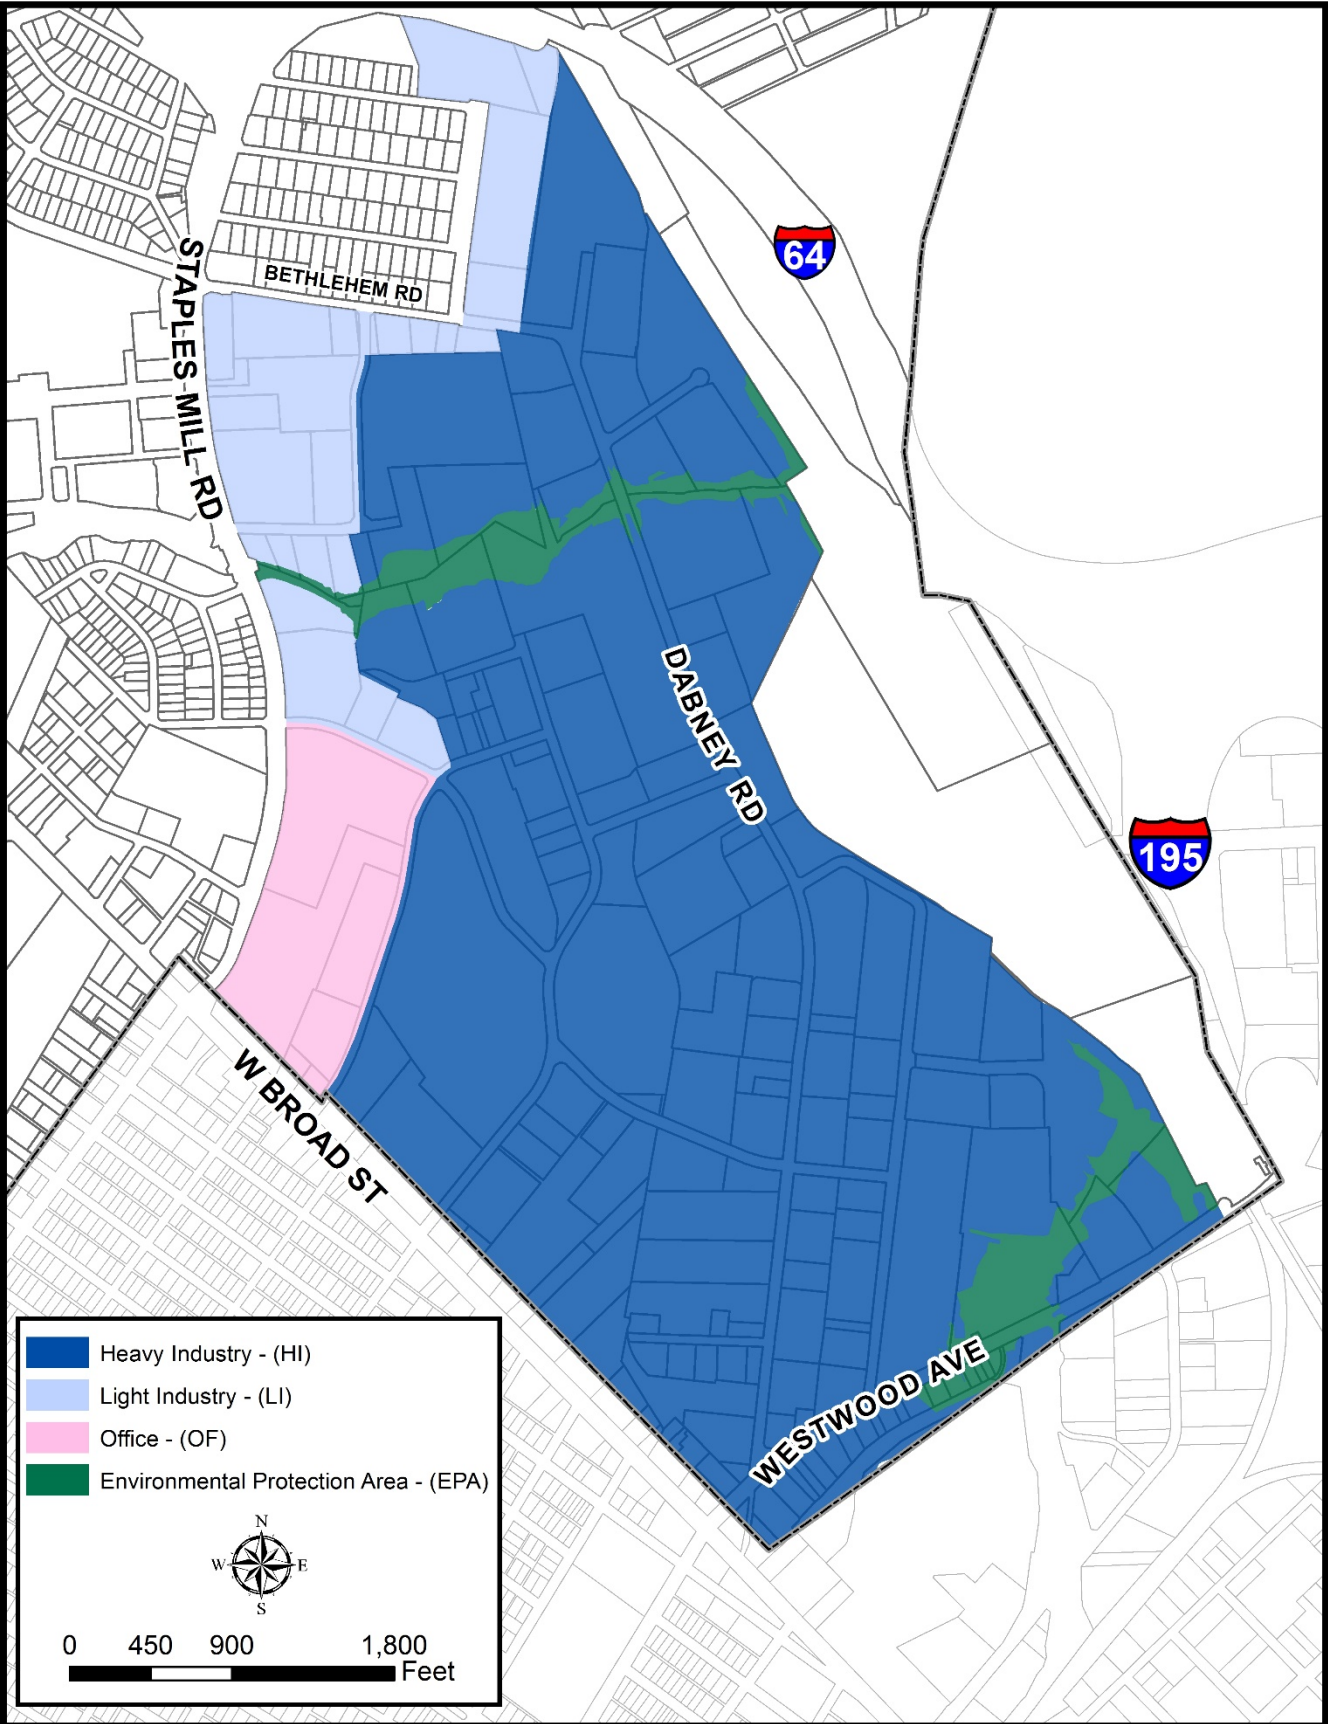 64
BETHLEHEM RD
STAPLES MILL RD
DABNEY RD
195
W BROAD ST
WESTWOOD AVE
Heavy Industry - (HI)
Light Industry - (LI)
Office - (OF)
Environmental Protection Area - (EPA)
N
W E
S
0 450 900 1,800
Feet